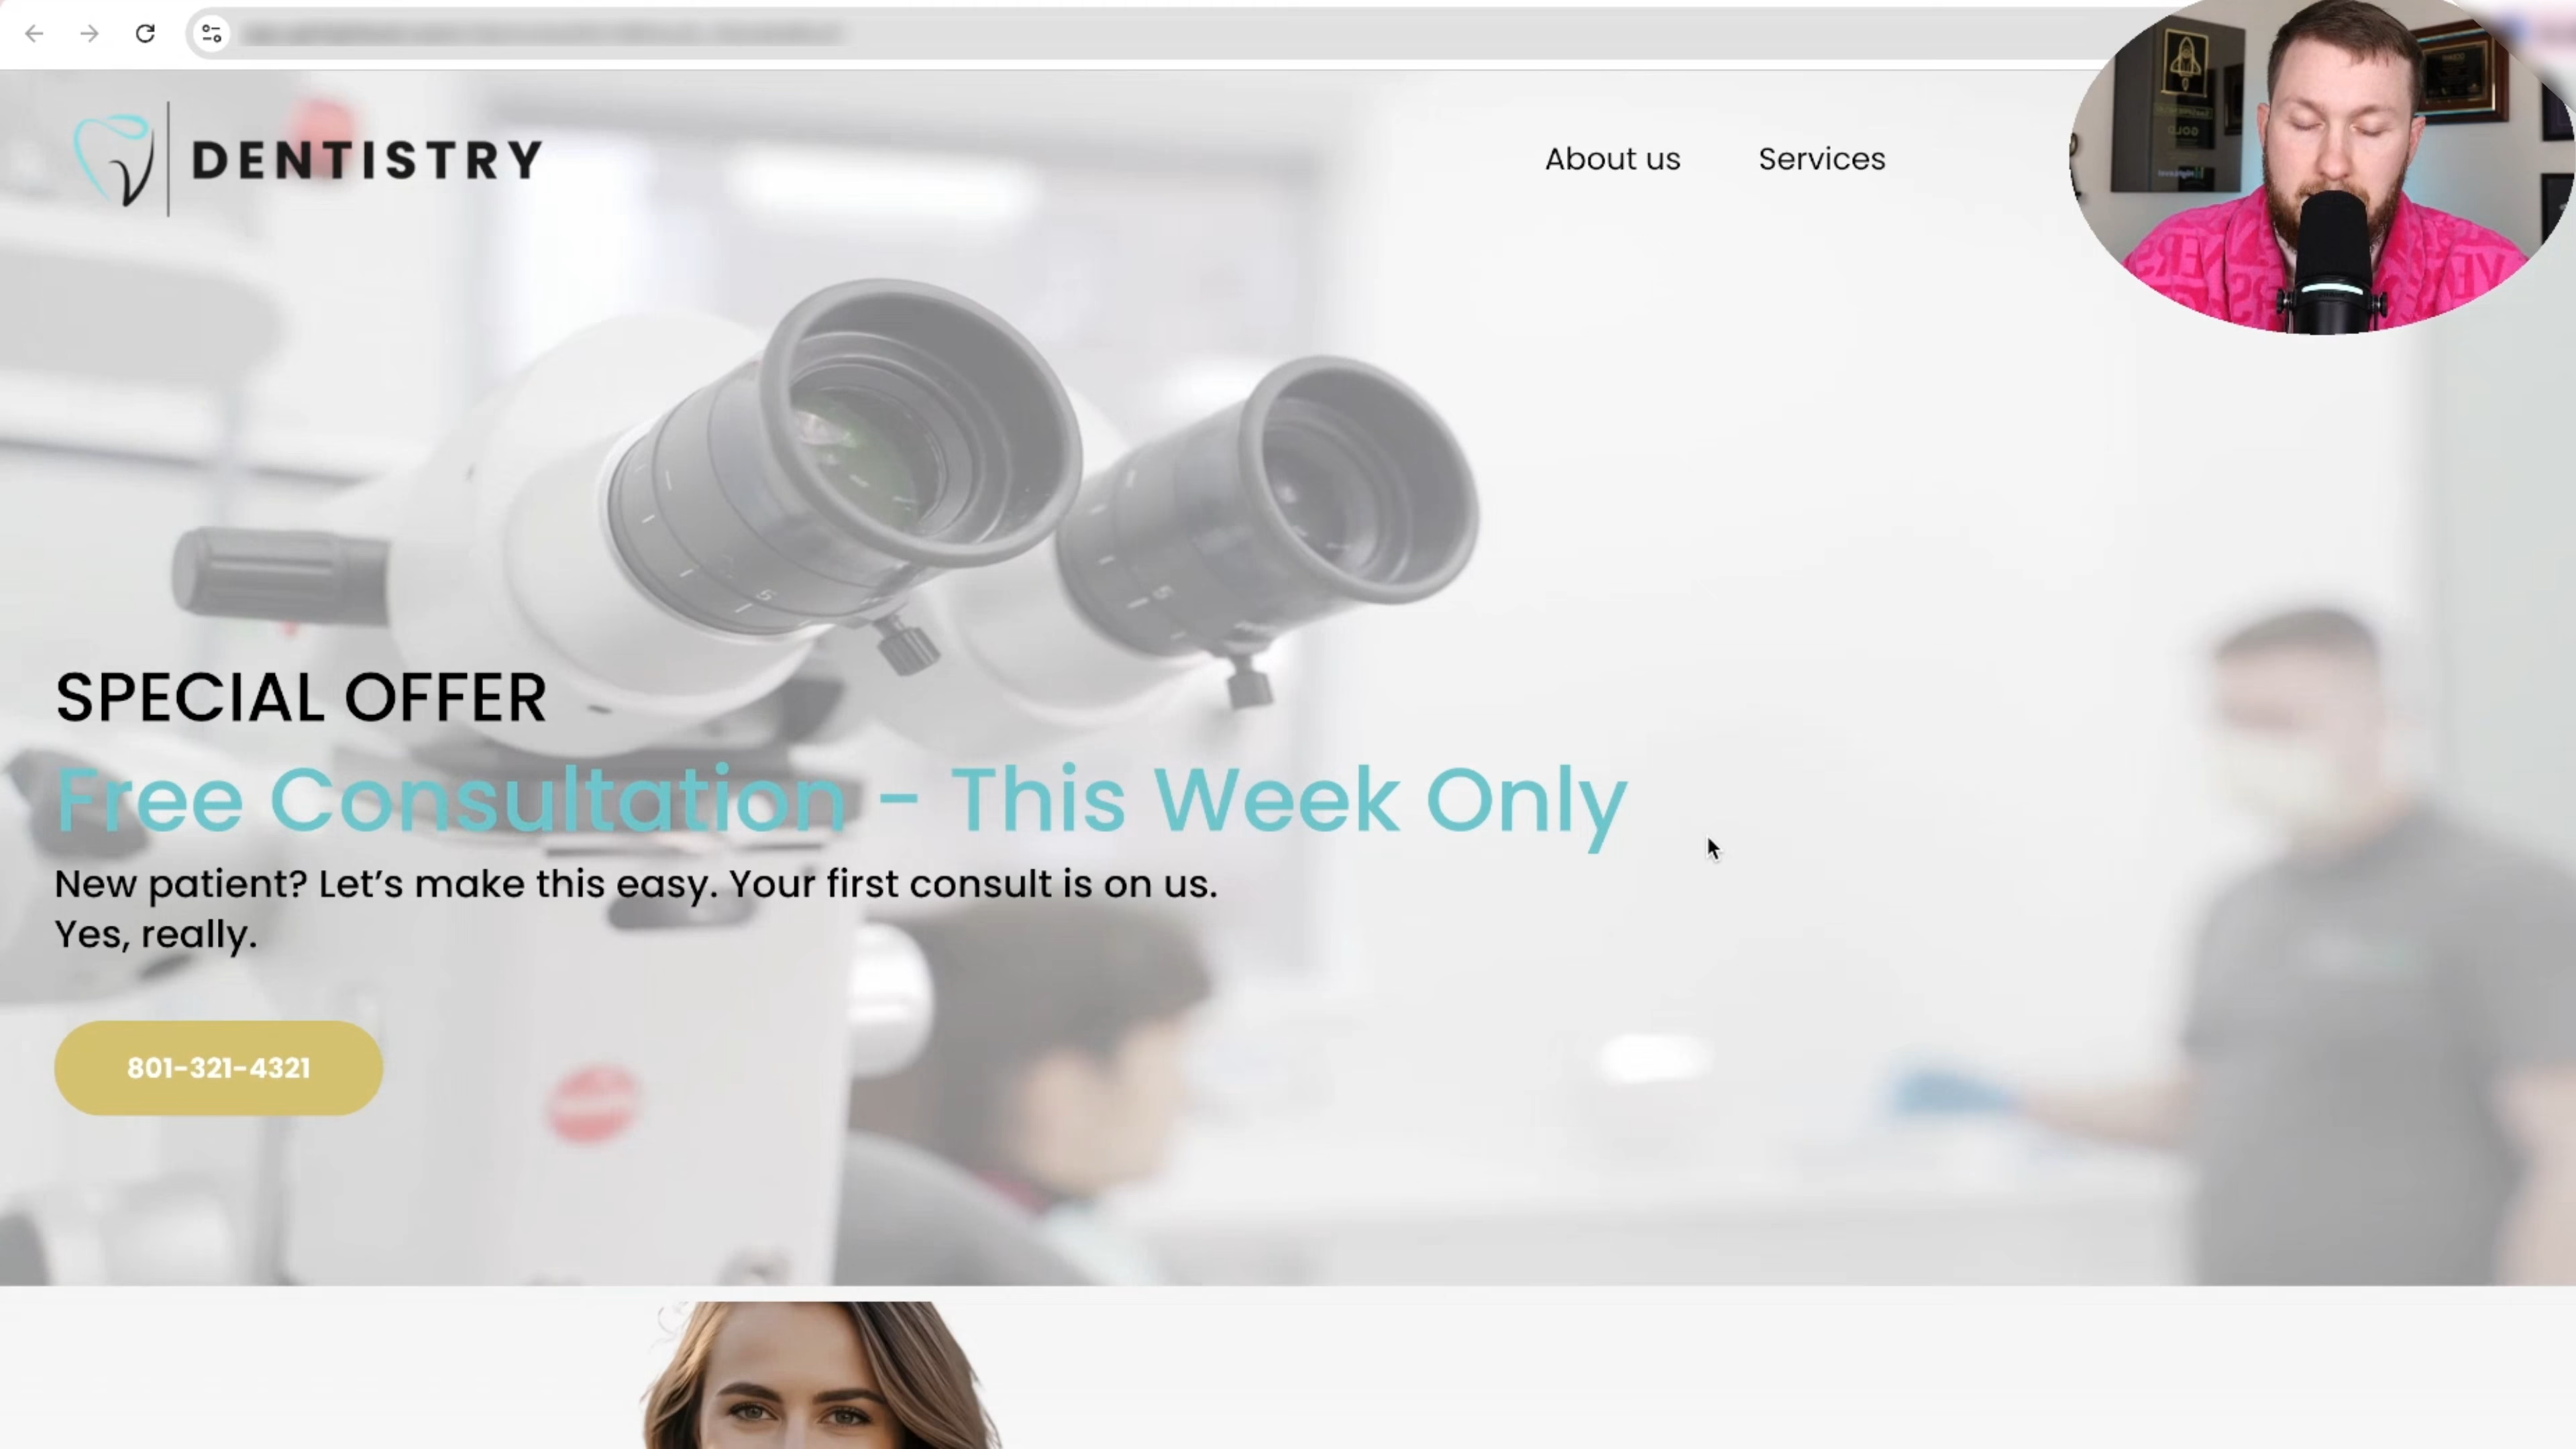 DENTISTRY
About us
Services
SPECIAL OFFER
Free Consultation - This Week Only
New patient? Let's make this easy. Your first consult is on us.
Yes, really.
801-321-4321